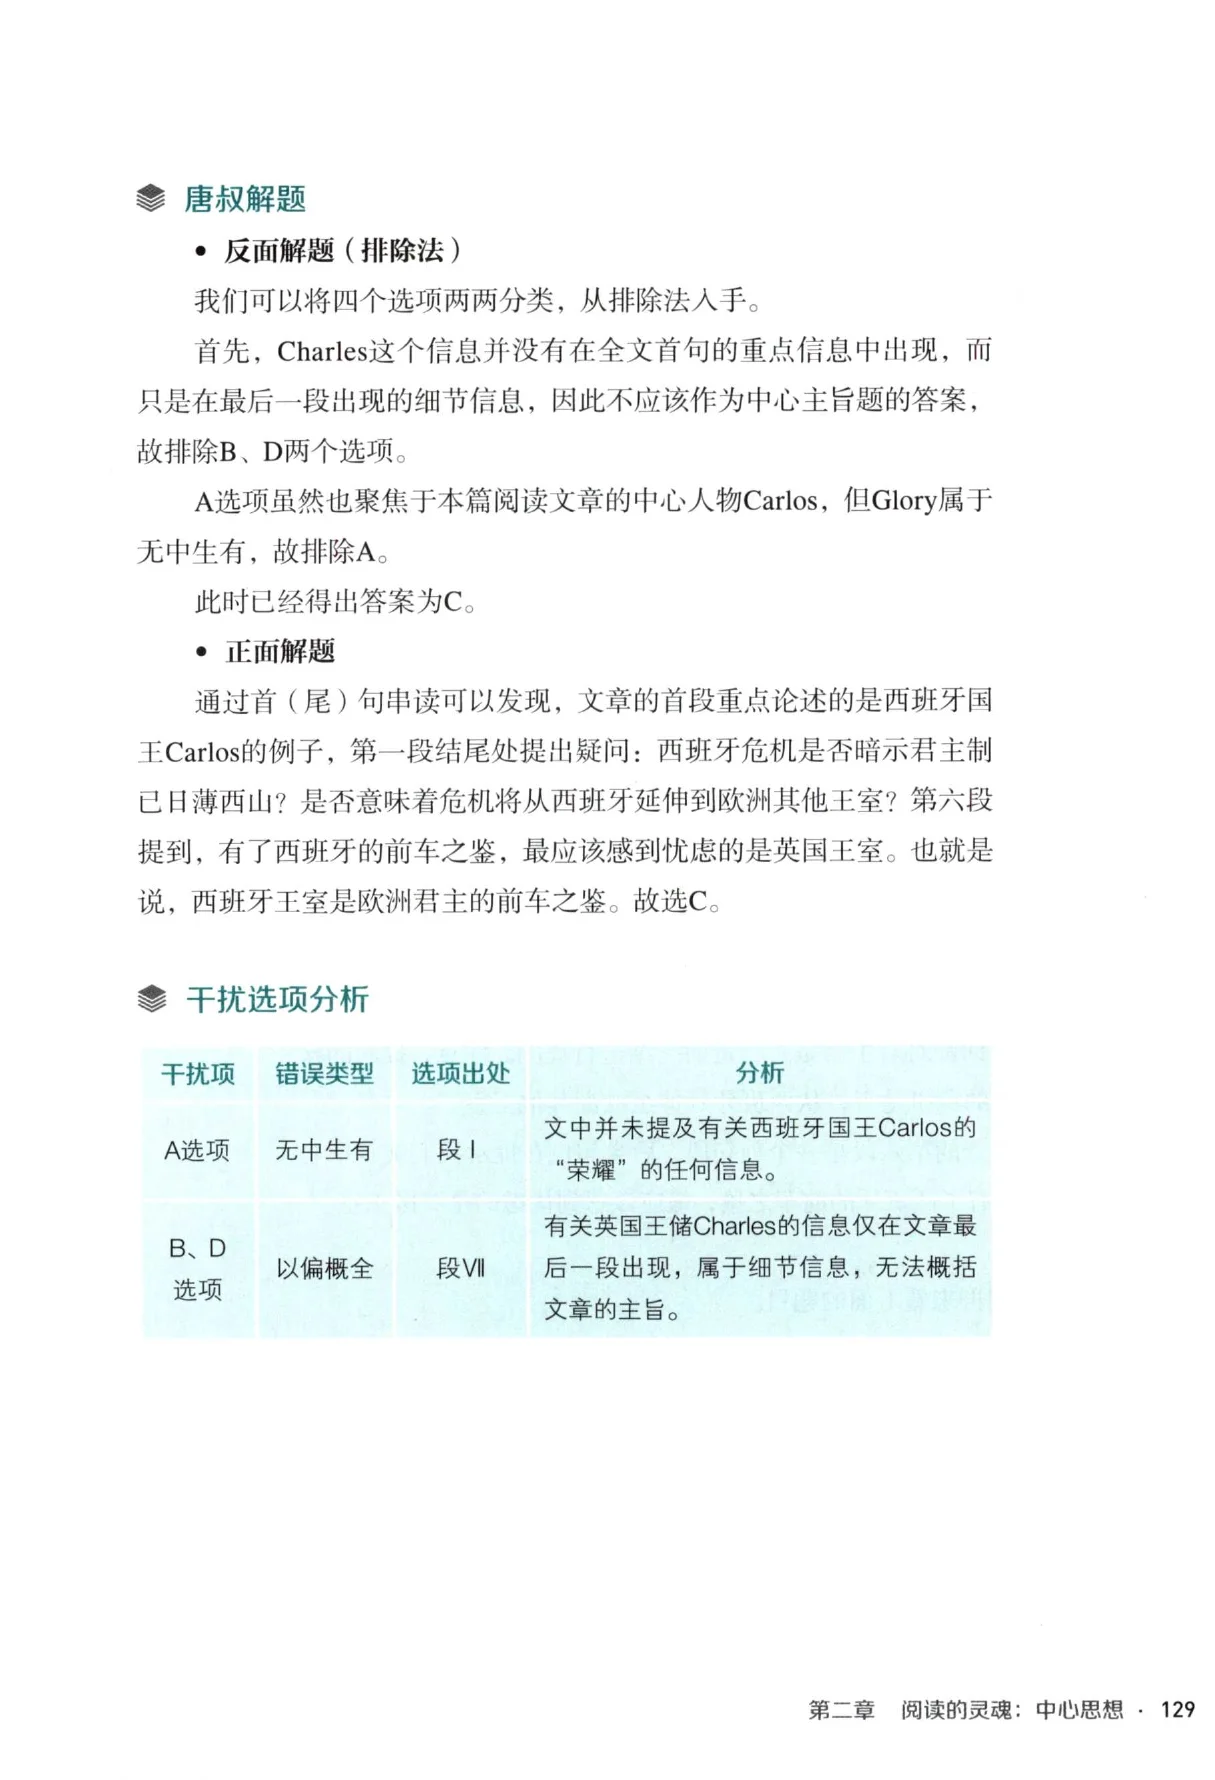 唐叔解题
• 反面解题（排除法）
我们可以将四个选项两两分类，从排除法入手。
首先，Charles这个信息并没有在全文首句的重点信息中出现，而
只是在最后一段出现的细节信息，因此不应该作为中心主旨题的答案，
故排除B、D两个选项。
A选项虽然也聚焦于本篇阅读文章的中心人物Carlos，但Glory属于
无中生有，故排除A。
此时已经得出答案为C。
• 正面解题
通过首（尾）句串读可以发现，文章的首段重点论述的是西班牙国
王Carlos的例子，第一段结尾处提出疑问：西班牙危机是否暗示君主制
已日薄西山？是否意味着危机将从西班牙延伸到欧洲其他王室？第六段
提到，有了西班牙的前车之鉴，最应该感到忧虑的是英国王室。也就是
说，西班牙王室是欧洲君主的前车之鉴。故选C。
干扰选项分析
干扰项 错误类型 选项出处 分析
A选项 无中生有 段Ⅰ 文中并未提及有关西班牙国王Carlos的
“荣耀”的任何信息。
B、D
选项 以偏概全 段Ⅶ 有关英国王储Charles的信息仅在文章最
后一段出现，属于细节信息，无法概括
文章的主旨。
第二章 阅读的灵魂：中心思想 · 129